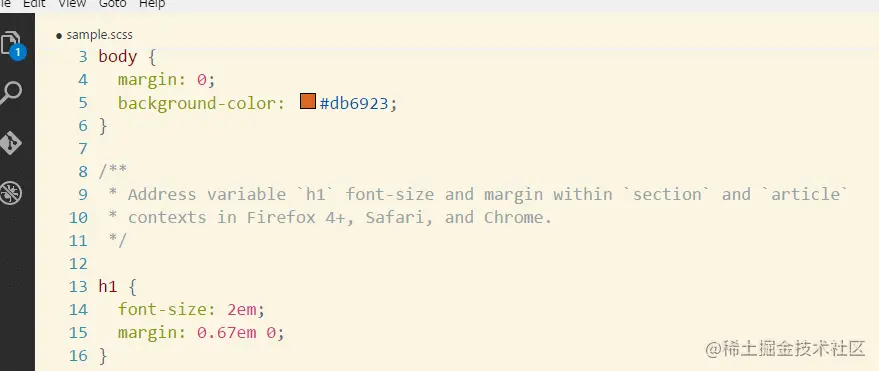 le Edit View Goto Help
● sample.scss
1
3 body {
4   margin: 0;
5   background-color: #db6923;
6 }
7
8 /**
9  * Address variable `h1` font-size and margin within `section` and `article`
10  * contexts in Firefox 4+, Safari, and Chrome.
11  */
12
13 h1 {
14   font-size: 2em;
15   margin: 0.67em 0;
16 }
@稀土掘金技术社区